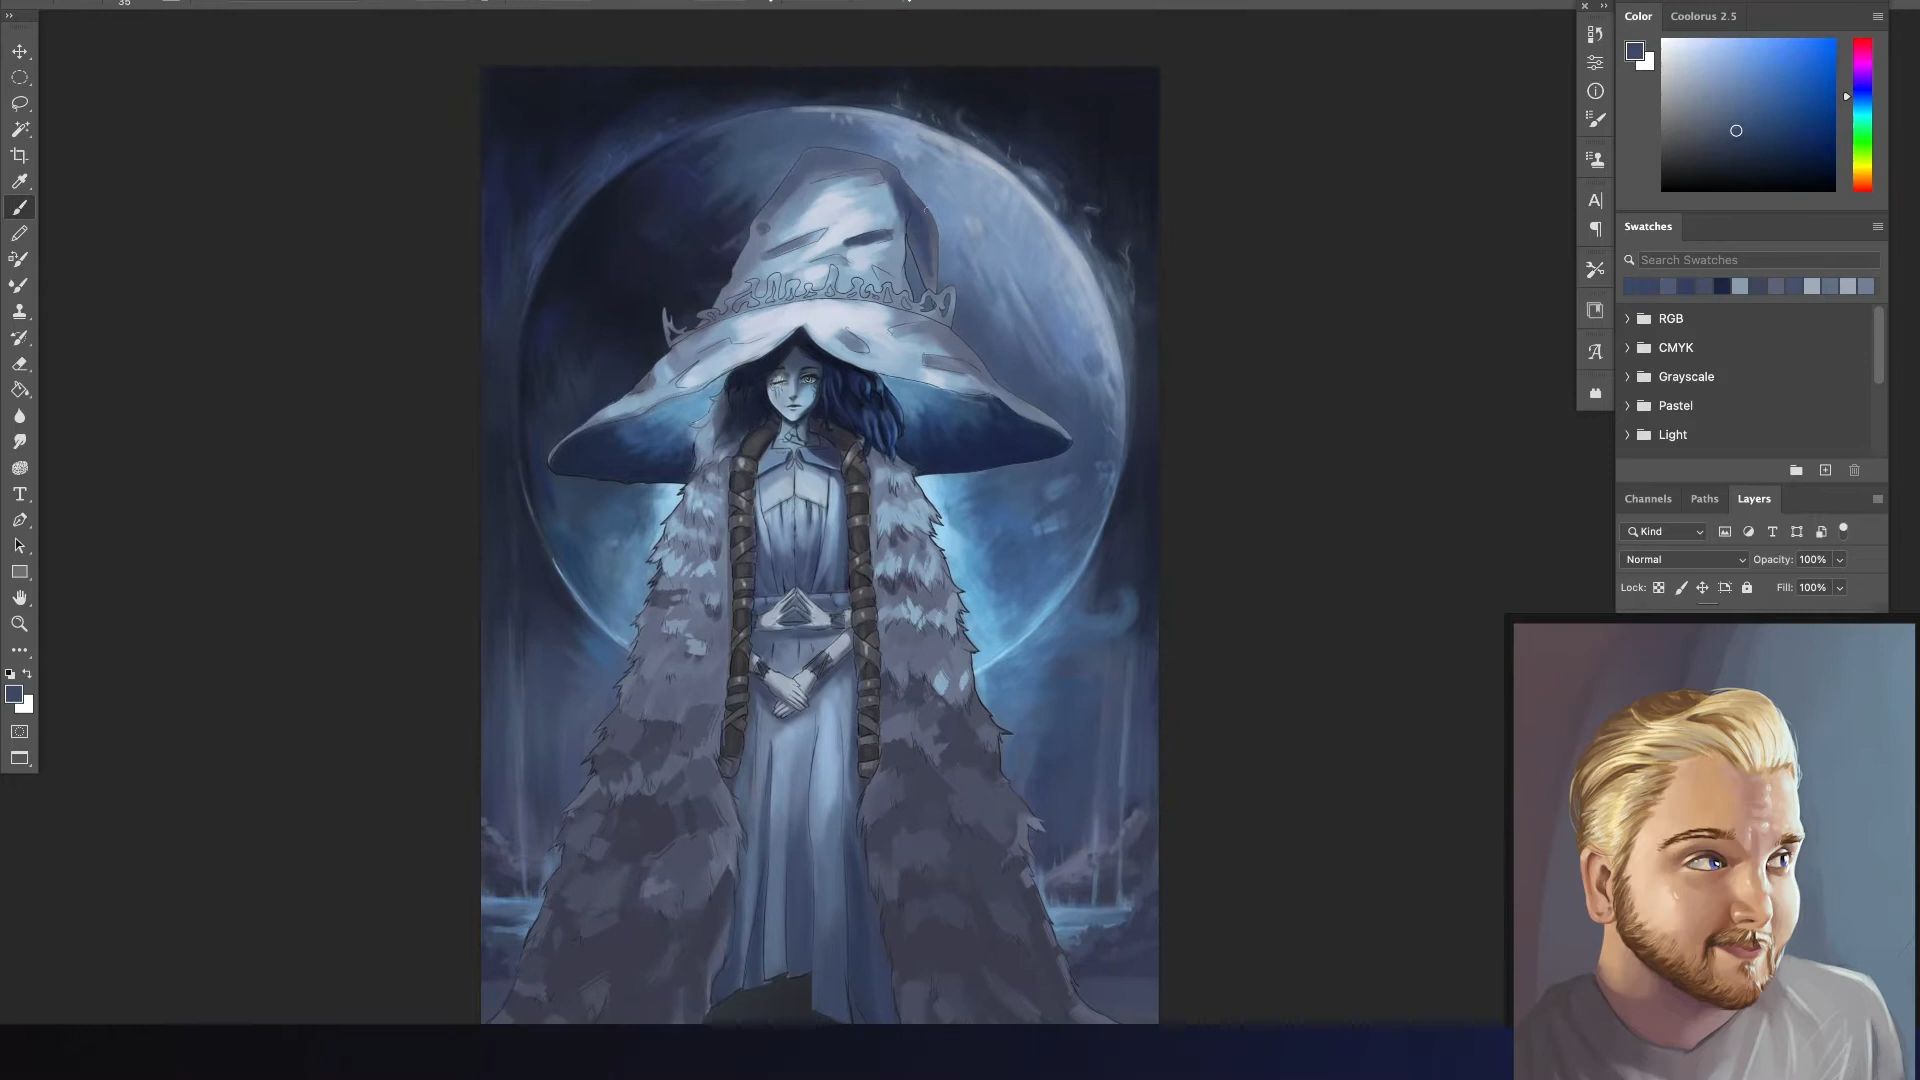 35
Color Coolorus 2.5
Swatches
Search Swatches
RGB
CMYK
Grayscale
Pastel
Light
Channels Paths Layers
Kind
Normal Opacity: 100%
Lock: Fill: 100%